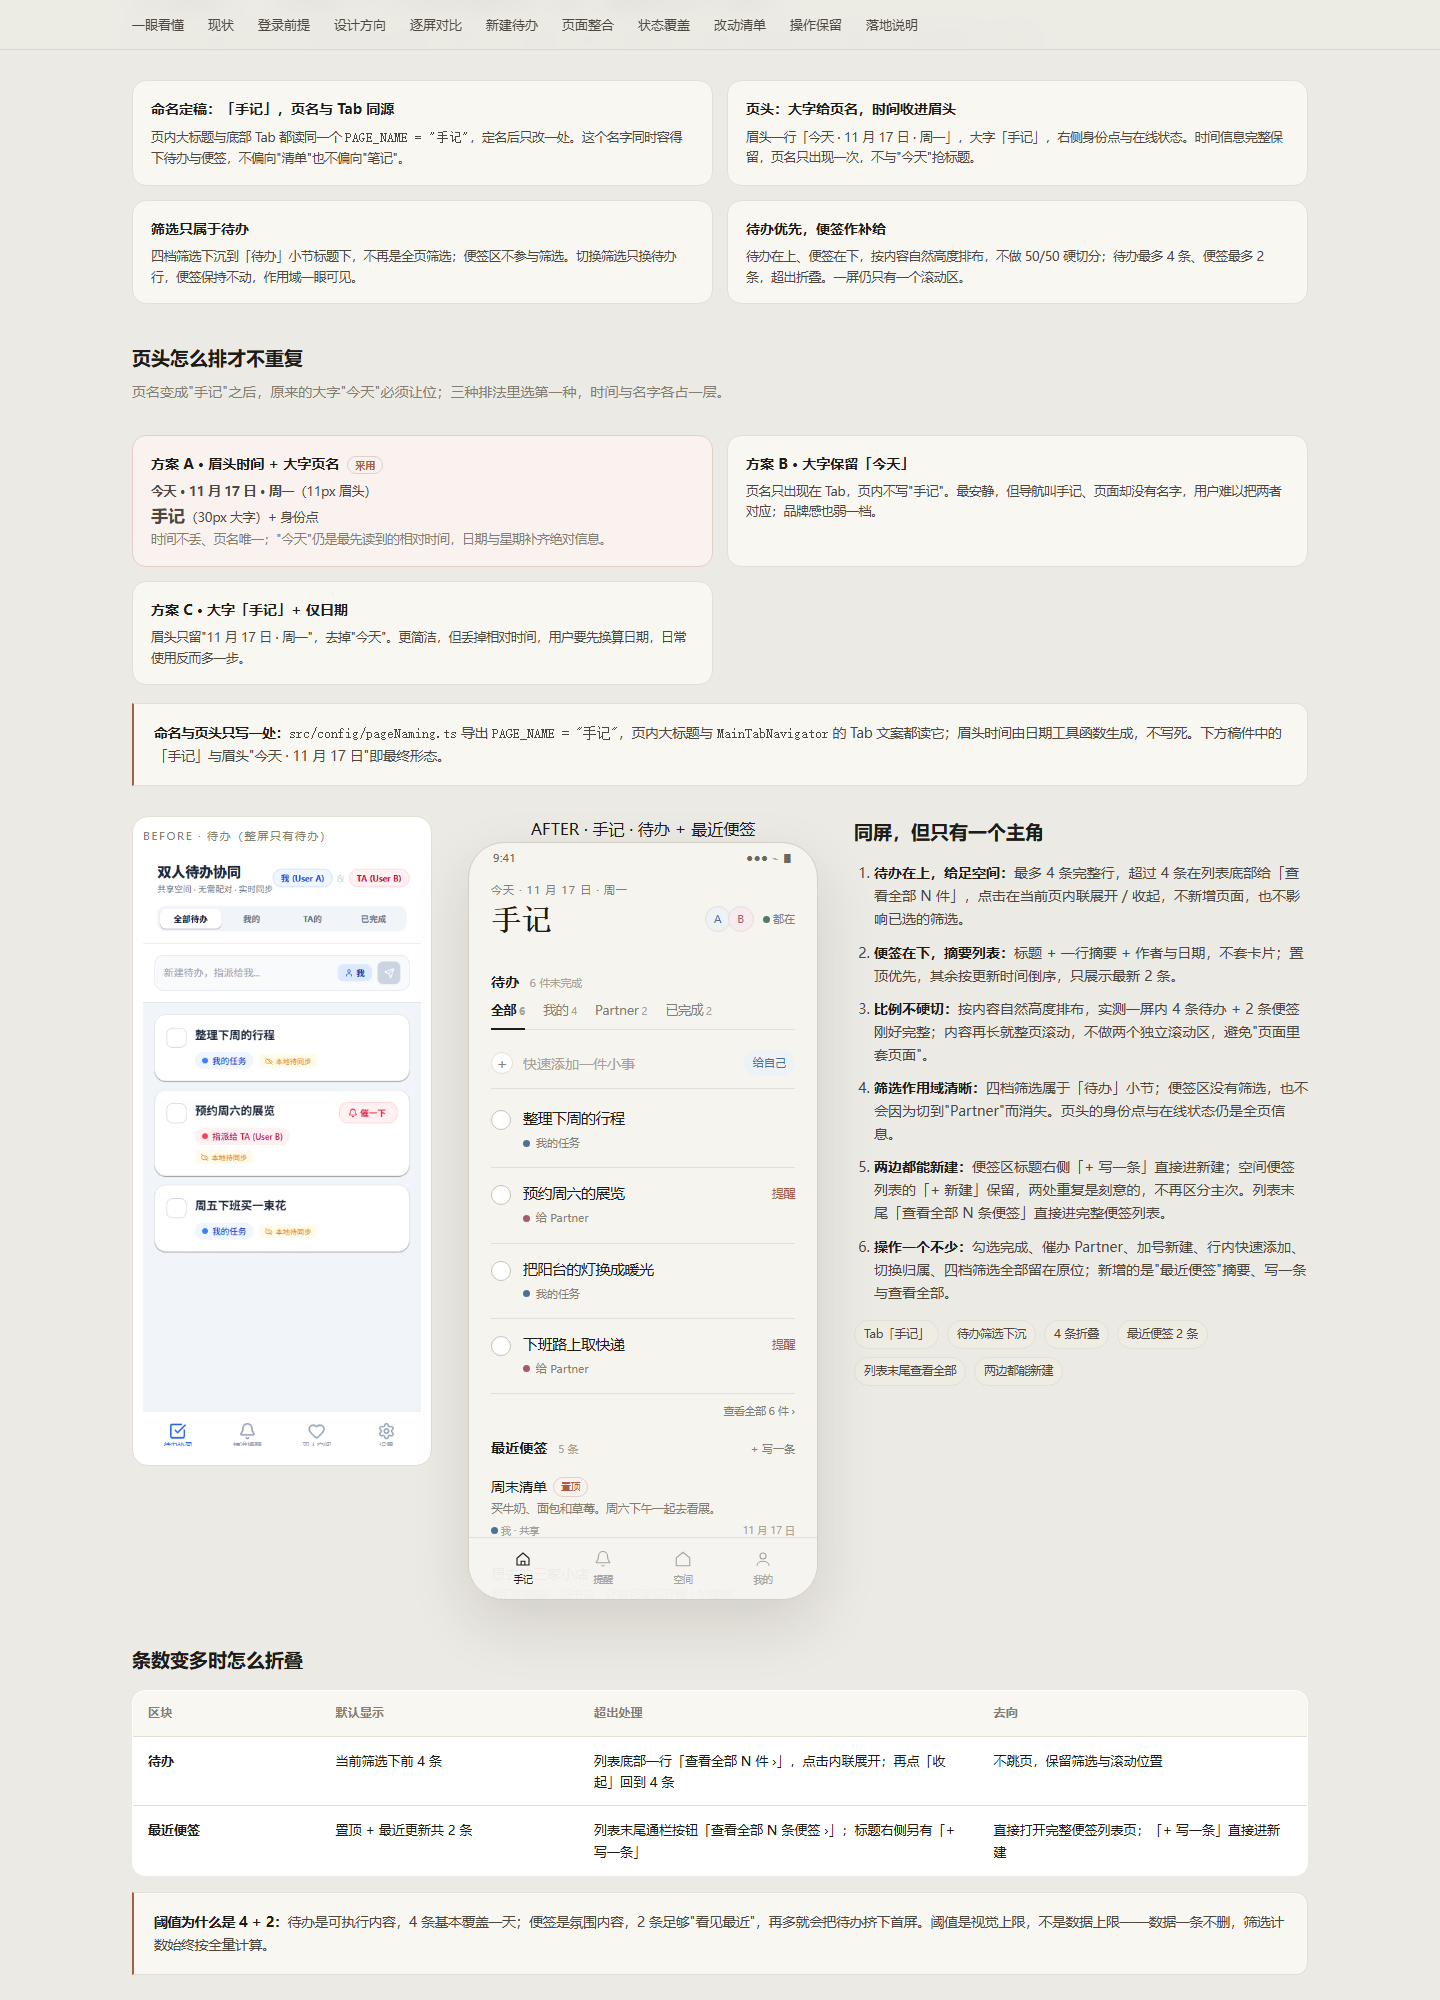 一眼看懂 现状 登录前提 设计方向 逐屏对比 新建待办 页面整合 状态覆盖 改动清单 操作保留 落地说明
命名定稿：「手记」，页名与 Tab 同源
页内大标题与底部 Tab 都读同一个 PAGE_NAME = "手记"，定名后只改一处。这个名字同时容得
下待办与便签，不偏向"清单"也不偏向"笔记"。
页头：大字给页名，时间收进眉头
眉头一行「今天 · 11 月 17 日 · 周一」，大字「手记」，右侧身份点与在线状态。时间信息完整保
留，页名只出现一次，不与"今天"抢标题。
筛选只属于待办
四档筛选下沉到「待办」小节标题下，不再是全页筛选；便签区不参与筛选。切换筛选只换待办
行，便签保持不动，作用域一眼可见。
待办优先，便签作补给
待办在上、便签在下，按内容自然高度排布，不做 50/50 硬切分；待办最多 4 条、便签最多 2
条，超出折叠。一屏仍只有一个滚动区。
页头怎么排才不重复
页名变成"手记"之后，原来的大字"今天"必须让位；三种排法里选第一种，时间与名字各占一层。
方案 A • 眉头时间 + 大字页名 采用
今天 • 11 月 17 日 • 周一（11px 眉头）
手记（30px 大字）+ 身份点
时间不丢、页名唯一；"今天"仍是最先读到的相对时间，日期与星期补齐绝对信息。
方案 B • 大字保留「今天」
页名只出现在 Tab，页内不写"手记"。最安静，但导航叫手记、页面却没有名字，用户难以把两者
对应；品牌感也弱一档。
方案 C • 大字「手记」+ 仅日期
眉头只留"11 月 17 日 · 周一"，去掉"今天"。更简洁，但丢掉相对时间，用户要先换算日期，日常
使用反而多一步。
命名与页头只写一处：src/config/pageNaming.ts 导出 PAGE_NAME = "手记"，页内大标题与 MainTabNavigator 的 Tab 文案都读它；眉头时间由日期工具函数生成，不写死。下方稿件中的
「手记」与眉头"今天 · 11 月 17 日"即最终形态。
BEFORE · 待办（整屏只有待办）
双人待办协同
共享空间 · 无需配对 · 实时同步
我 (User A) & TA (User B)
全部待办 我的 TA的 已完成
新建待办，指派给我... 我
整理下周的行程
我的任务 本地待同步
预约周六的展览 催一下
指派给 TA (User B)
本地待同步
周五下班买一束花
我的任务 本地待同步
AFTER · 手记 · 待办 + 最近便签
9:41
今天 · 11 月 17 日 · 周一
手记
A B 都在
待办 6 件未完成
全部 6 我的 4 Partner 2 已完成 2
+ 快速添加一件小事 给自己
整理下周的行程
我的任务
预约周六的展览 提醒
给 Partner
把阳台的灯换成暖光
我的任务
下班路上取快递 提醒
给 Partner
查看全部 6 件 ›
最近便签 5 条 + 写一条
周末清单 置顶
买牛奶、面包和草莓。周六下午一起去看展。
我 · 共享 11 月 17 日
手记 提醒 空间 我的
同屏，但只有一个主角
1. 待办在上，给足空间：最多 4 条完整行，超过 4 条在列表底部给「查
看全部 N 件」，点击在当前页内联展开 / 收起，不新增页面，也不影
响已选的筛选。
2. 便签在下，摘要列表：标题 + 一行摘要 + 作者与日期，不套卡片；置
顶优先，其余按更新时间倒序，只展示最新 2 条。
3. 比例不硬切：按内容自然高度排布，实测一屏内 4 条待办 + 2 条便签
刚好完整；内容再长就整页滚动，不做两个独立滚动区，避免"页面里
套页面"。
4. 筛选作用域清晰：四档筛选属于「待办」小节；便签区没有筛选，也不
会因为切到"Partner"而消失。页头的身份点与在线状态仍是全页信
息。
5. 两边都能新建：便签区标题右侧「+ 写一条」直接进新建；空间便签
列表的「+ 新建」保留，两处重复是刻意的，不再区分主次。列表末
尾「查看全部 N 条便签」直接进完整便签列表。
6. 操作一个不少：勾选完成、催办 Partner、加号新建、行内快速添加、
切换归属、四档筛选全部留在原位；新增的是"最近便签"摘要、写一条
与查看全部。
Tab「手记」 待办筛选下沉 4 条折叠 最近便签 2 条
列表末尾查看全部 两边都能新建
条数变多时怎么折叠
区块 默认显示 超出处理 去向
待办 当前筛选下前 4 条 列表底部一行「查看全部 N 件 ›」，点击内联展开；再点「收
起」回到 4 条 不跳页，保留筛选与滚动位置
最近便签 置顶 + 最近更新共 2 条 列表末尾通栏按钮「查看全部 N 条便签 ›」；标题右侧另有「+
写一条」 直接打开完整便签列表页；「+ 写一条」直接进新
建
阈值为什么是 4 + 2：待办是可执行内容，4 条基本覆盖一天；便签是氛围内容，2 条足够"看见最近"，再多就会把待办挤下首屏。阈值是视觉上限，不是数据上限——数据一条不删，筛选计
数始终按全量计算。